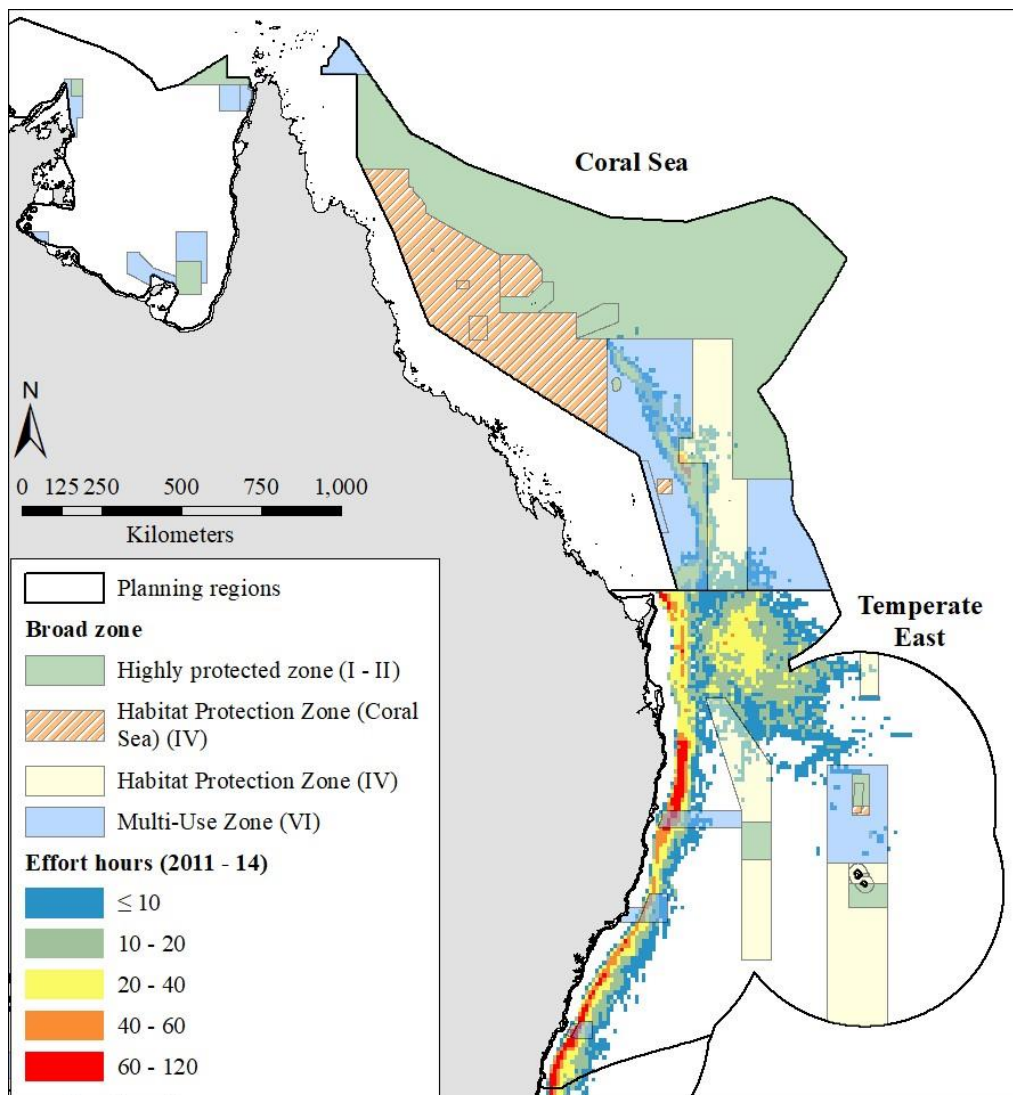 Coral Sea
N
0 125 250 500 750 1,000
Kilometers
Temperate
East
Planning regions
Broad zone
Highly protected zone (I - II)
Habitat Protection Zone (Coral
Sea) (IV)
Habitat Protection Zone (IV)
Multi-Use Zone (VI)
Effort hours (2011 - 14)
≤ 10
10 - 20
20 - 40
40 - 60
60 - 120